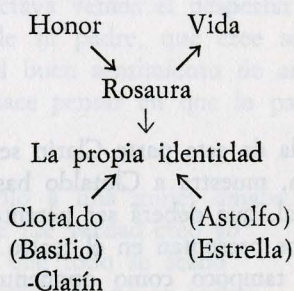 Honor Vida
Rosaura
La propia identidad
Clotaldo (Astolfo)
(Basilio) (Estrella)
-Clarín